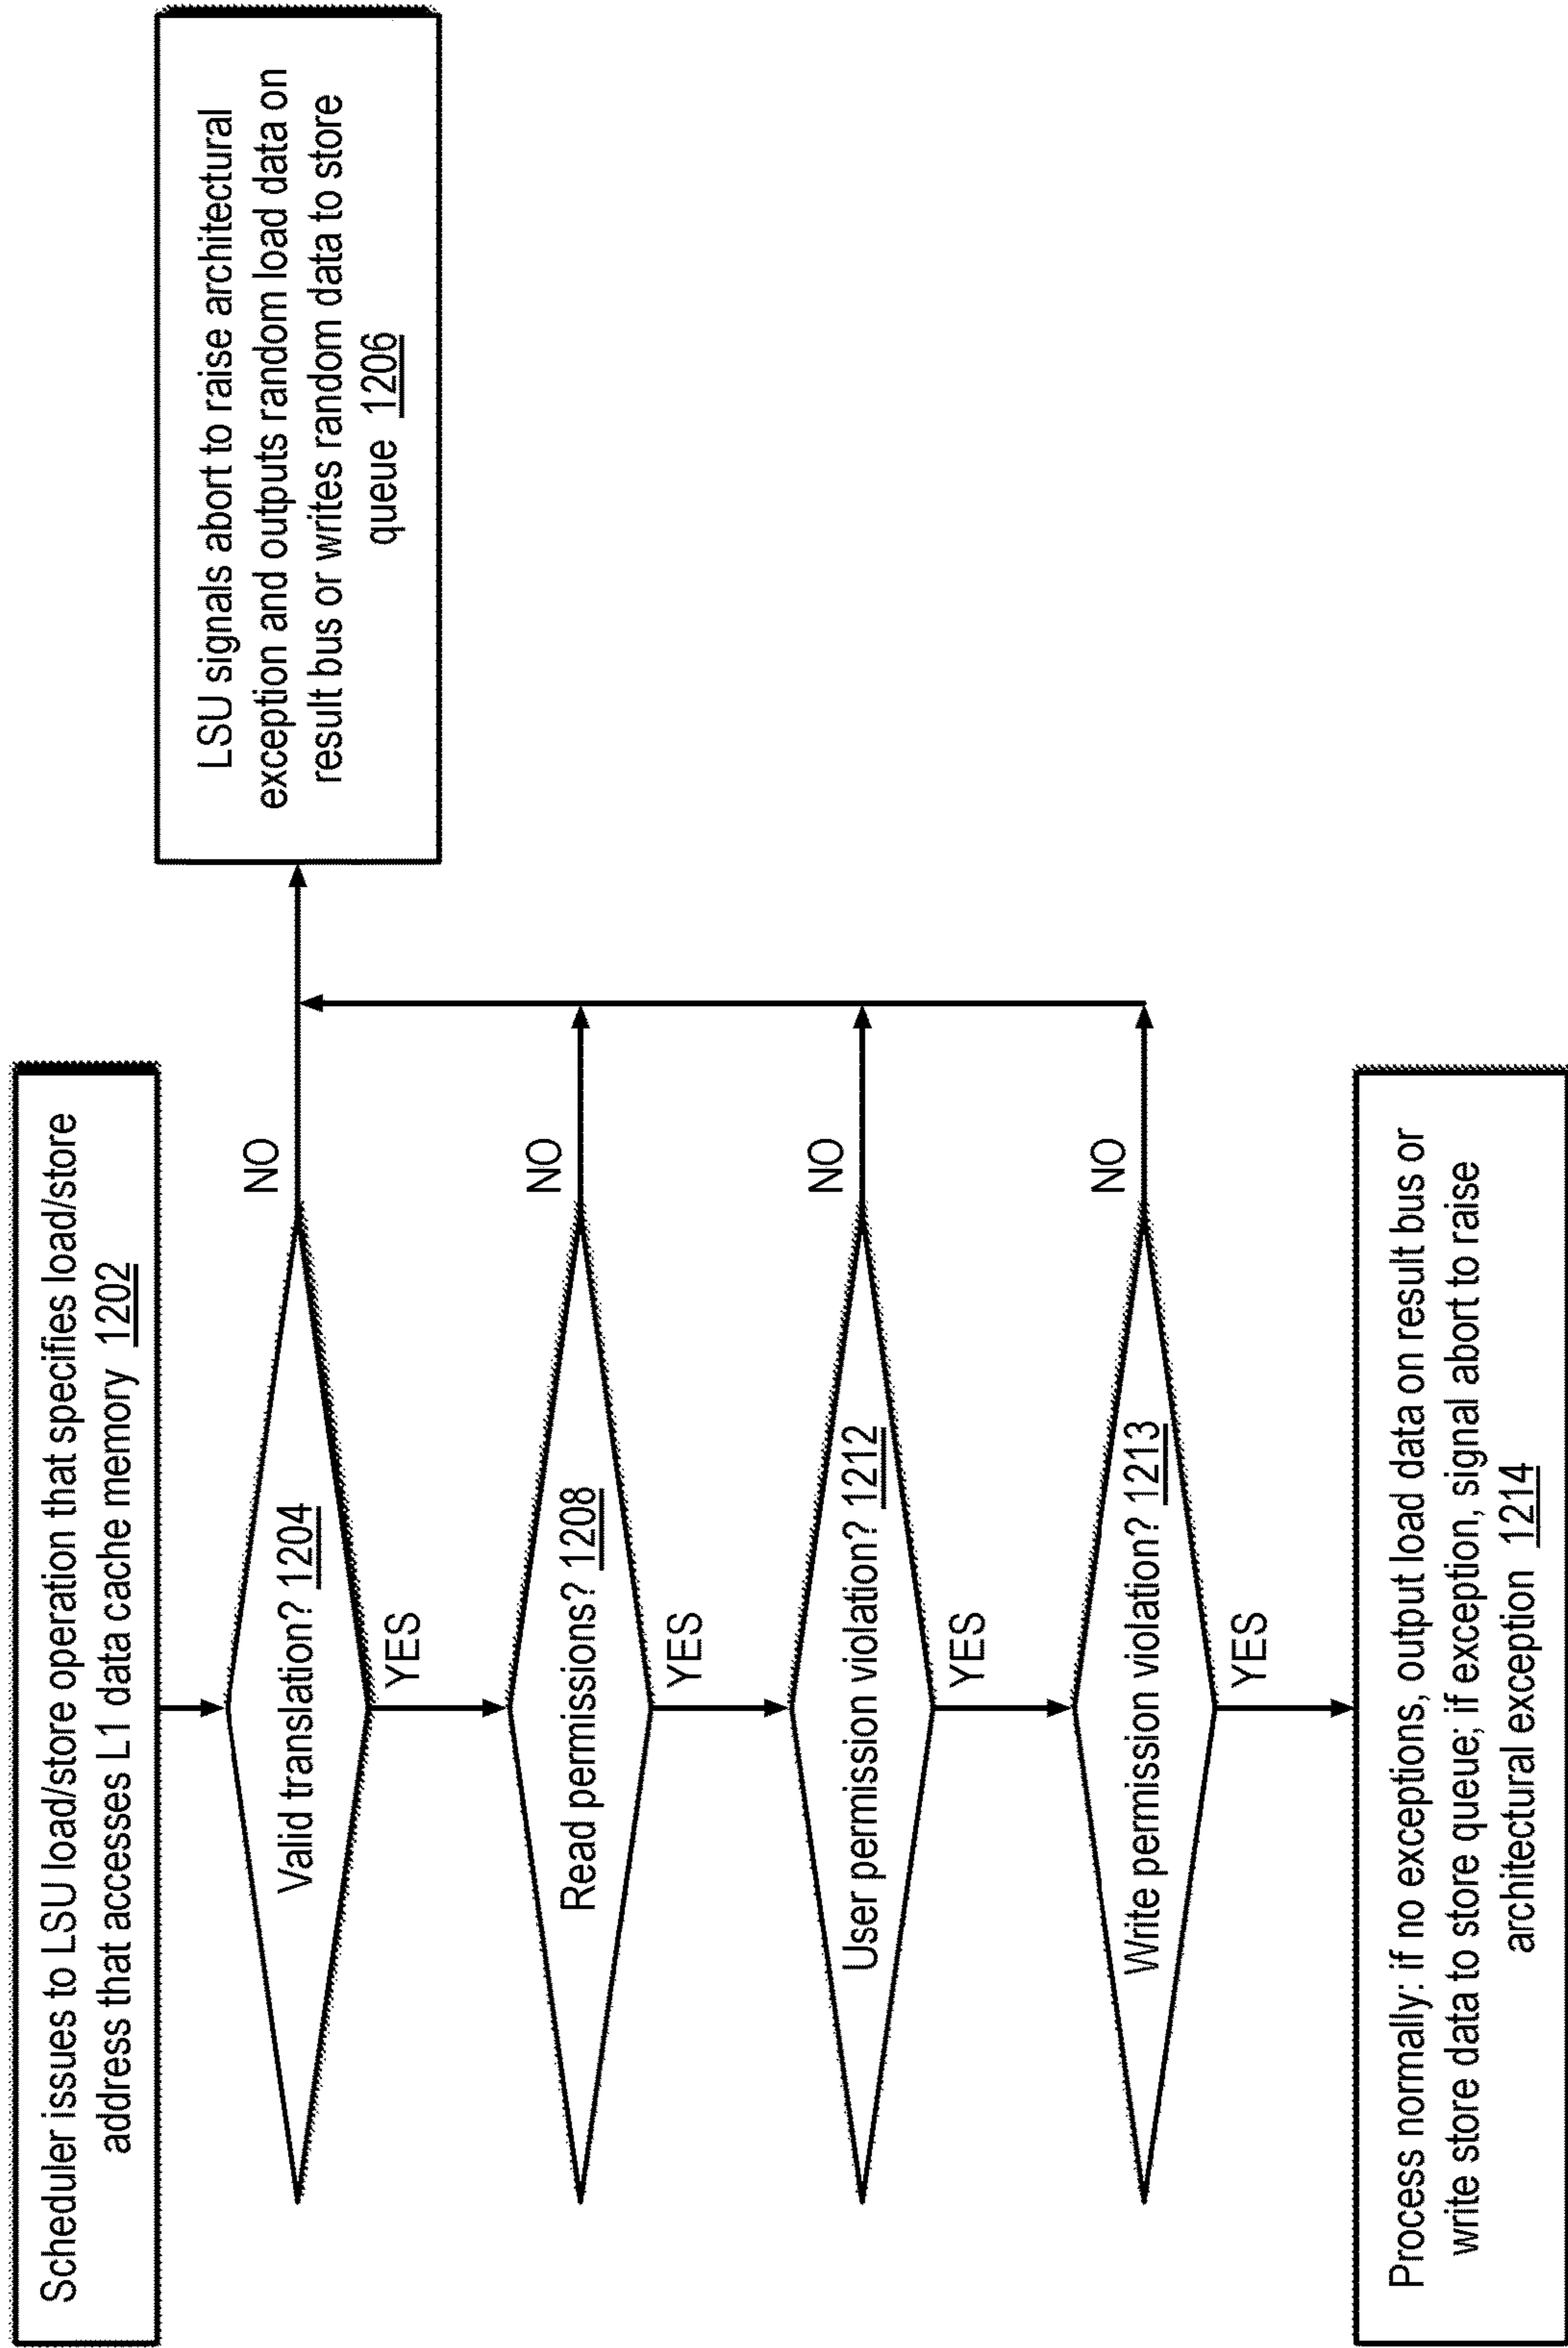 Scheduler issues to LSU load/store operation that specifies load/store
address that accesses L1 data cache memory 1202
Valid translation? 1204
NO
YES
LSU signals abort to raise architectural
exception and outputs random load data on
result bus or writes random data to store
queue 1206
Read permissions? 1208
NO
YES
User permission violation? 1212
NO
YES
Write permission violation? 1213
NO
YES
Process normally: if no exceptions, output load data on result bus or
write store data to store queue; if exception, signal abort to raise
architectural exception 1214